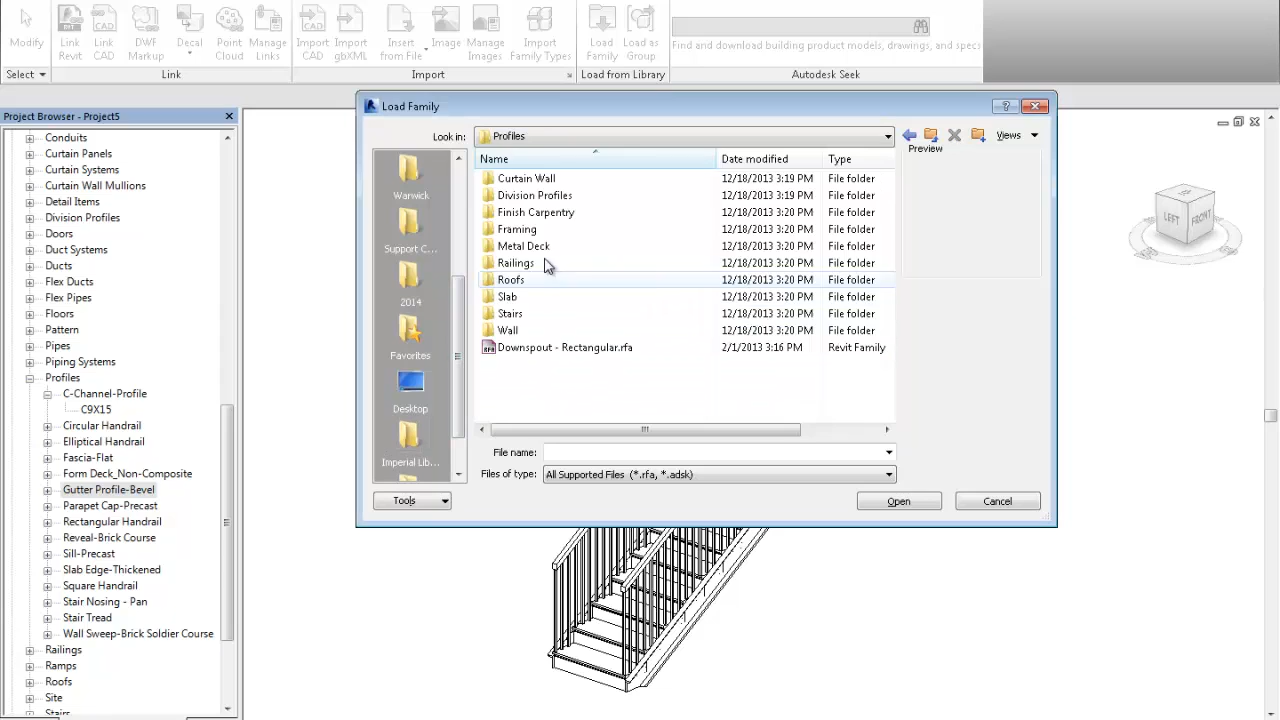 Modify
Link Revit
Link CAD
DWF Markup
Decal
Point Cloud
Manage Links
Import CAD
Import gbXML
Insert from File
Image
Manage Images
Import Family Types
Load Family
Load as Group
Find and download building product models, drawings, and specs
Select
Link
Import
Load from Library
Autodesk Seek
Project Browser - Project5
Conduits
Curtain Panels
Curtain Systems
Curtain Wall Mullions
Detail Items
Division Profiles
Doors
Duct Systems
Ducts
Flex Ducts
Flex Pipes
Floors
Pattern
Pipes
Piping Systems
Profiles
C-Channel-Profile
C9X15
Circular Handrail
Elliptical Handrail
Fascia-Flat
Form Deck_Non-Composite
Gutter Profile-Bevel
Parapet Cap-Precast
Rectangular Handrail
Reveal-Brick Course
Sill-Precast
Slab Edge-Thickened
Square Handrail
Stair Nosing - Pan
Stair Tread
Wall Sweep-Brick Soldier Course
Railings
Ramps
Roofs
Site
Stairs
Load Family
Look in: Profiles
Views
Warwick
Support C...
2014
Favorites
Desktop
Imperial Lib...
Name Date modified Type
Curtain Wall 12/18/2013 3:19 PM File folder
Division Profiles 12/18/2013 3:19 PM File folder
Finish Carpentry 12/18/2013 3:20 PM File folder
Framing 12/18/2013 3:20 PM File folder
Metal Deck 12/18/2013 3:20 PM File folder
Railings 12/18/2013 3:20 PM File folder
Roofs 12/18/2013 3:20 PM File folder
Slab 12/18/2013 3:20 PM File folder
Stairs 12/18/2013 3:20 PM File folder
Wall 12/18/2013 3:20 PM File folder
Downspout - Rectangular.rfa 2/1/2013 3:16 PM Revit Family
Preview
File name:
Files of type: All Supported Files (*.rfa, *.adsk)
Tools
Open
Cancel
LEFT
FRONT